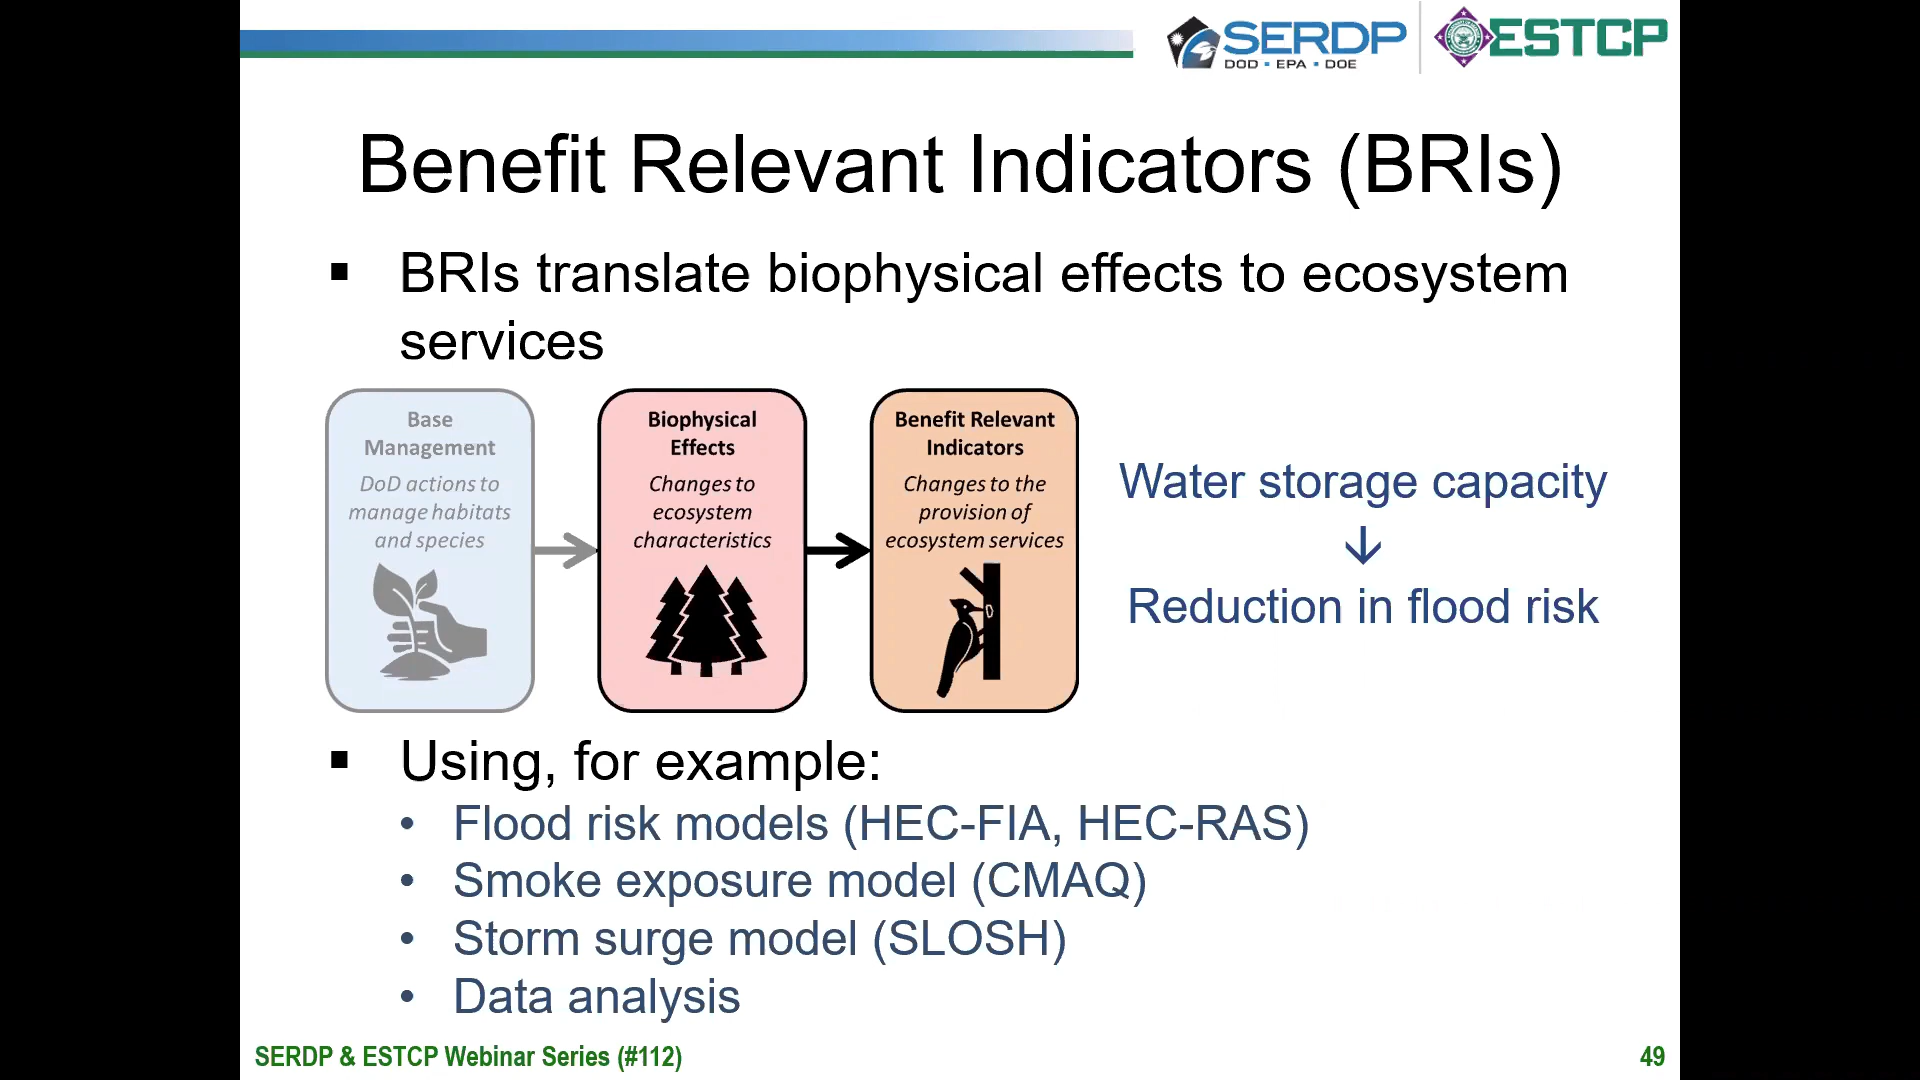 SERDP
DOD ▪ EPA ▪ DOE
ESTCP
Benefit Relevant Indicators (BRIs)
▪ BRIs translate biophysical effects to ecosystem
services
Base
Management
DoD actions to
manage habitats
and species
Biophysical
Effects
Changes to
ecosystem
characteristics
Benefit Relevant
Indicators
Changes to the
provision of
ecosystem services
Water storage capacity
↓
Reduction in flood risk
▪ Using, for example:
• Flood risk models (HEC-FIA, HEC-RAS)
• Smoke exposure model (CMAQ)
• Storm surge model (SLOSH)
• Data analysis
SERDP & ESTCP Webinar Series (#112)
49